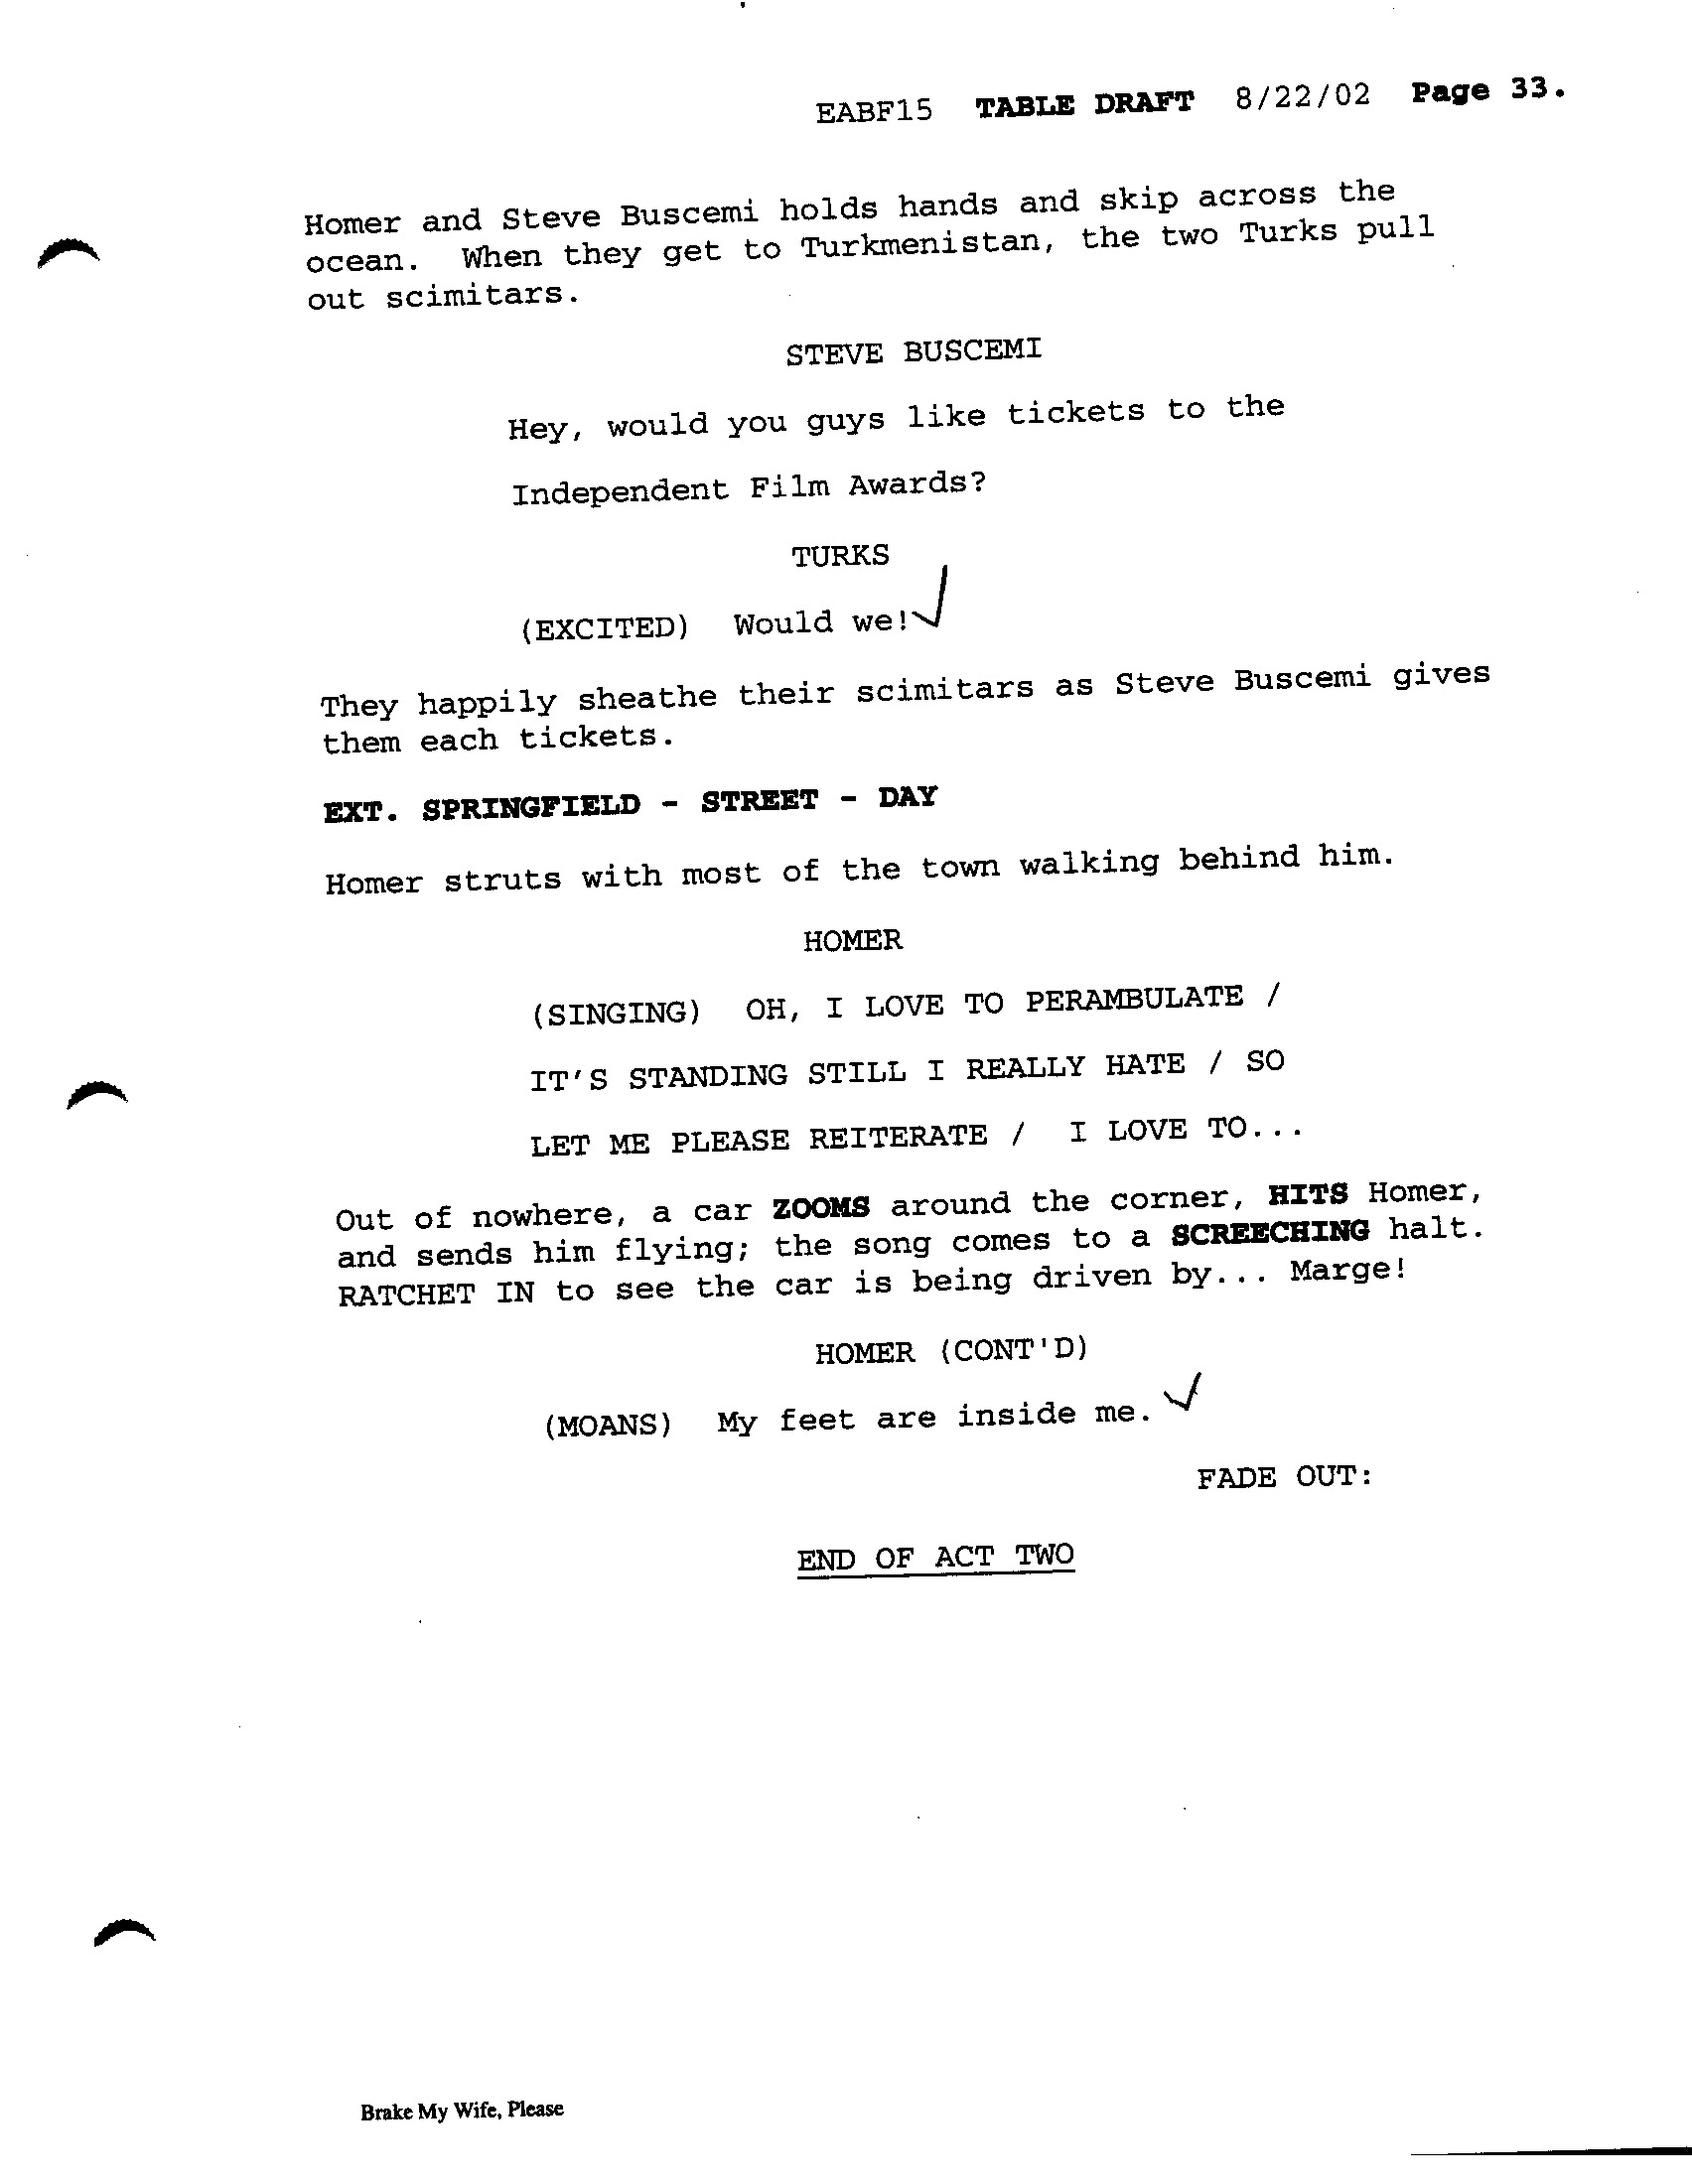 EABF15 TABLE DRAFT 8/22/02 Page 33.
Homer and Steve Buscemi holds hands and skip across the
ocean. When they get to Turkmenistan, the two Turks pull
out scimitars.
STEVE BUSCEMI
Hey, would you guys like tickets to the
Independent Film Awards?
TURKS
(EXCITED) Would we!
They happily sheathe their scimitars as Steve Buscemi gives
them each tickets.
EXT. SPRINGFIELD - STREET - DAY
Homer struts with most of the town walking behind him.
HOMER
(SINGING) OH, I LOVE TO PERAMBULATE /
IT'S STANDING STILL I REALLY HATE / SO
LET ME PLEASE REITERATE / I LOVE TO...
Out of nowhere, a car ZOOMS around the corner, HITS Homer,
and sends him flying; the song comes to a SCREECHING halt.
RATCHET IN to see the car is being driven by... Marge!
HOMER (CONT'D)
(MOANS) My feet are inside me.
FADE OUT:
END OF ACT TWO
Brake My Wife, Please